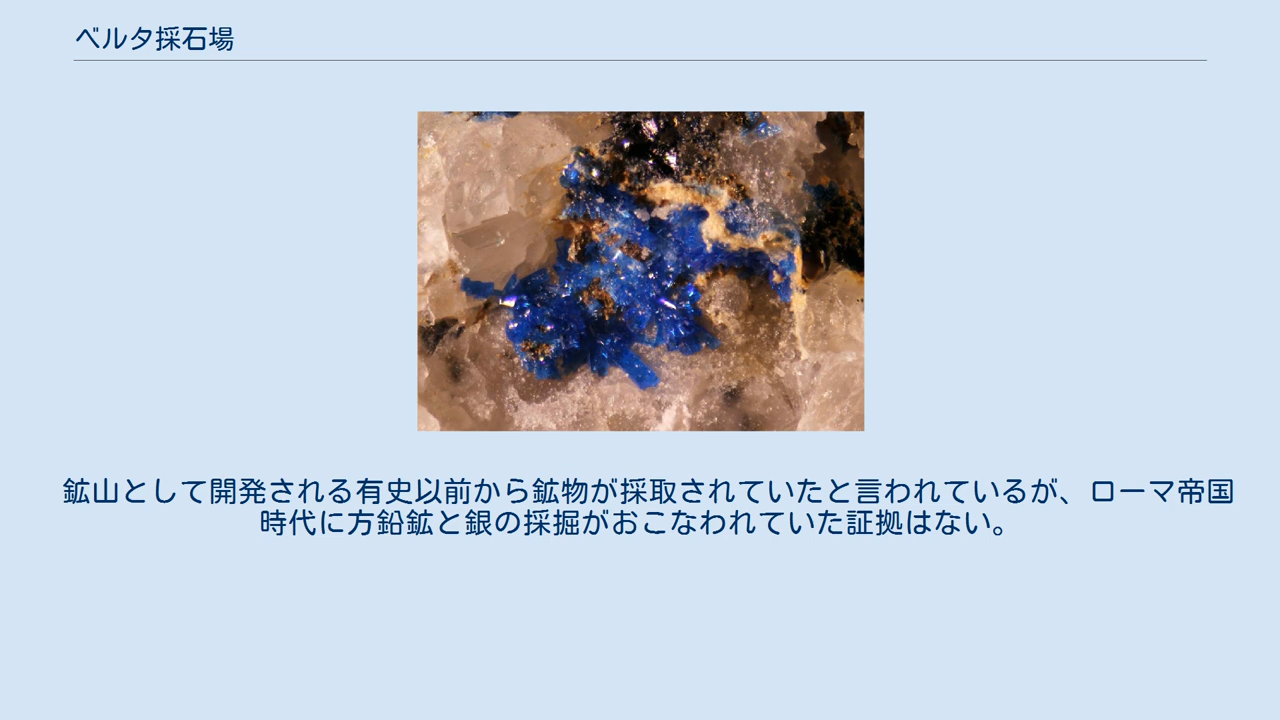 ベルタ採石場
鉱山として開発される有史以前から鉱物が採取されていたと言われているが、ローマ帝国
時代に方鉛鉱と銀の採掘がおこなわれていた証拠はない。